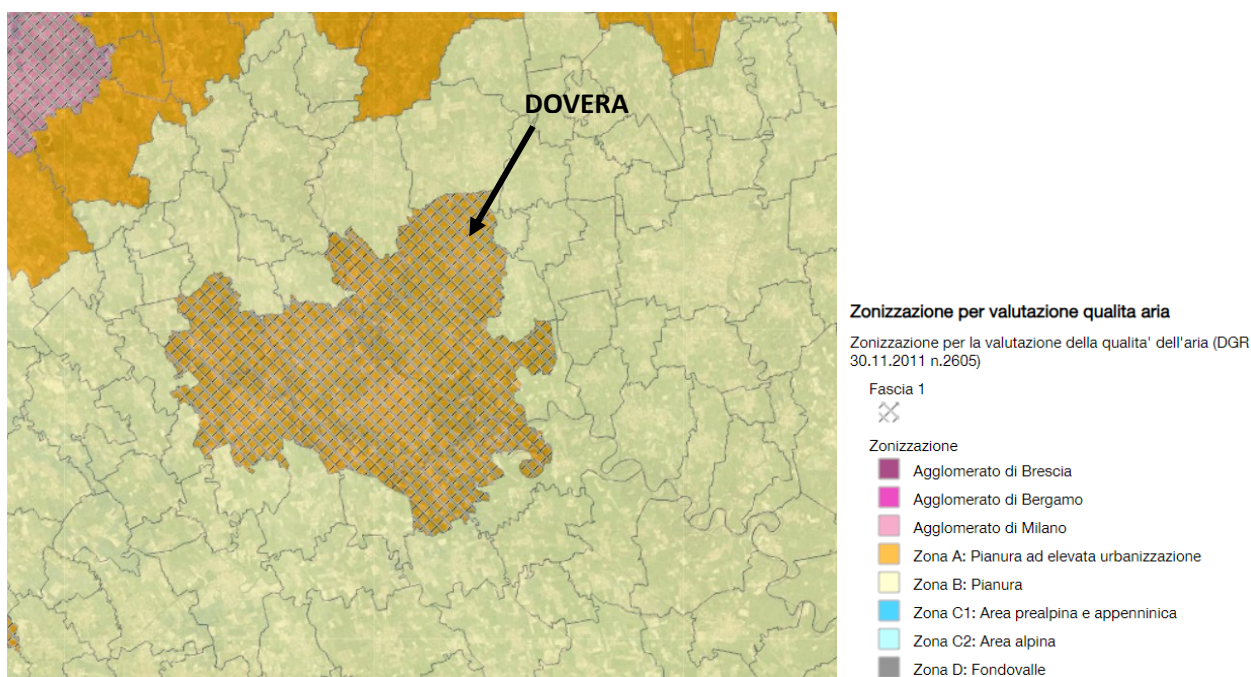 DOVERA
Zonizzazione per valutazione qualita aria
Zonizzazione per la valutazione della qualita' dell'aria (DGR
30.11.2011 n.2605)
Fascia 1
Zonizzazione
Agglomerato di Brescia
Agglomerato di Bergamo
Agglomerato di Milano
Zona A: Pianura ad elevata urbanizzazione
Zona B: Pianura
Zona C1: Area prealpina e appenninica
Zona C2: Area alpina
Zona D: Fondovalle